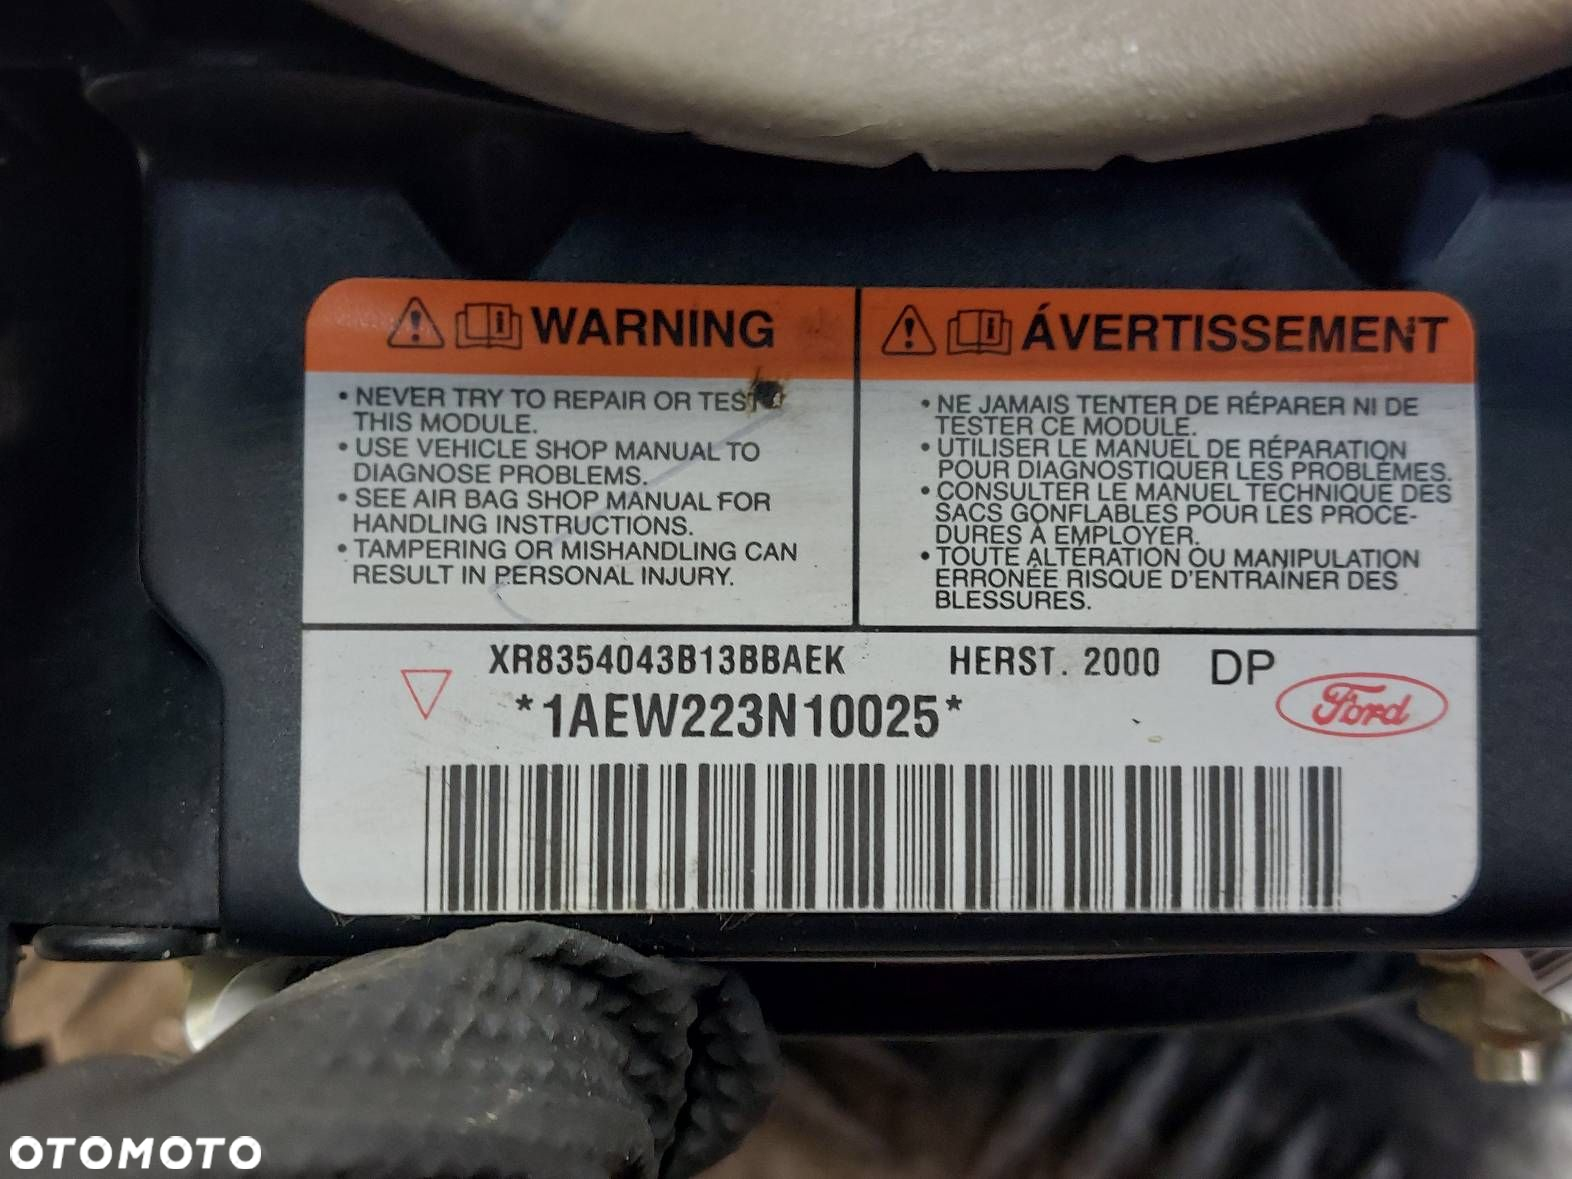 WARNING
• NEVER TRY TO REPAIR OR TEST
THIS MODULE.
• USE VEHICLE SHOP MANUAL TO
DIAGNOSE PROBLEMS.
• SEE AIR BAG SHOP MANUAL FOR
HANDLING INSTRUCTIONS.
• TAMPERING OR MISHANDLING CAN
RESULT IN PERSONAL INJURY.
ÁVERTISSEMENT
• NE JAMAIS TENTER DE RÉPARER NI DE
TESTER CE MODULE.
• UTILISER LE MANUEL DE RÉPARATION
POUR DIAGNOSTIQUER LES PROBLÈMES.
• CONSULTER LE MANUEL TECHNIQUE DES
SACS GONFLABLES POUR LES PROCE-
DURES À EMPLOYER.
• TOUTE ALTÉRATION OU MANIPULATION
ERRONÉE RISQUE D'ENTRAÎNER DES
BLESSURES.
XR8354043B13BBAEK HERST. 2000 DP
*1AEW223N10025*
Ford
OTOMOTO